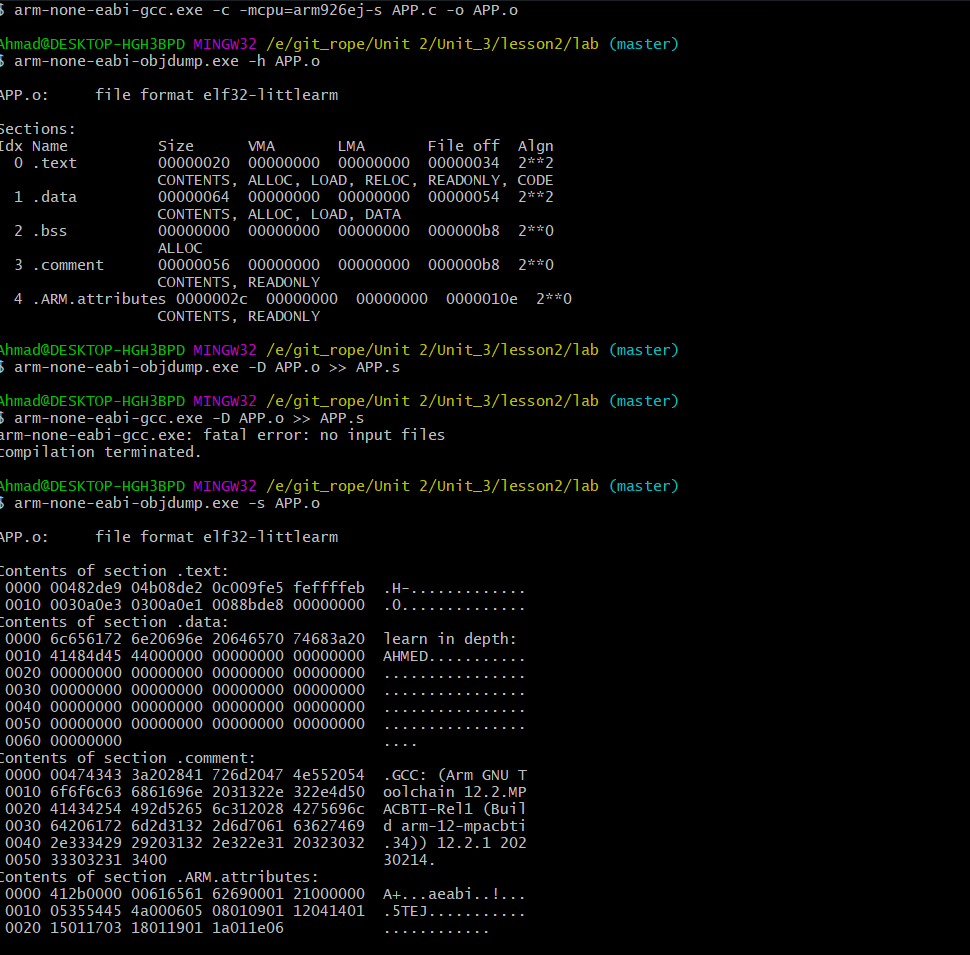 $ arm-none-eabi-gcc.exe -c -mcpu=arm926ej-s APP.c -o APP.o
Ahmad@DESKTOP-HGH3BPD MINGW32 /e/git_rope/Unit 2/Unit_3/lesson2/lab (master)
$ arm-none-eabi-objdump.exe -h APP.o
APP.o:     file format elf32-littlearm
Sections:
Idx Name          Size      VMA       LMA       File off  Algn
  0 .text         00000020  00000000  00000000  00000034  2**2
                  CONTENTS, ALLOC, LOAD, RELOC, READONLY, CODE
  1 .data         00000064  00000000  00000000  00000054  2**2
                  CONTENTS, ALLOC, LOAD, DATA
  2 .bss          00000000  00000000  00000000  000000b8  2**0
                  ALLOC
  3 .comment      00000056  00000000  00000000  000000b8  2**0
                  CONTENTS, READONLY
  4 .ARM.attributes 0000002c  00000000  00000000  0000010e  2**0
                  CONTENTS, READONLY
Ahmad@DESKTOP-HGH3BPD MINGW32 /e/git_rope/Unit 2/Unit_3/lesson2/lab (master)
$ arm-none-eabi-objdump.exe -D APP.o >> APP.s
Ahmad@DESKTOP-HGH3BPD MINGW32 /e/git_rope/Unit 2/Unit_3/lesson2/lab (master)
$ arm-none-eabi-gcc.exe -D APP.o >> APP.s
arm-none-eabi-gcc.exe: fatal error: no input files
compilation terminated.
Ahmad@DESKTOP-HGH3BPD MINGW32 /e/git_rope/Unit 2/Unit_3/lesson2/lab (master)
$ arm-none-eabi-objdump.exe -s APP.o
APP.o:     file format elf32-littlearm
Contents of section .text:
 0000 00482de9 04b08de2 0c009fe5 feffffeb  .H-.............
 0010 0030a0e3 0300a0e1 0088bde8 00000000  .0..............
Contents of section .data:
 0000 6c656172 6e20696e 20646570 74683a20  learn in depth: 
 0010 41484d45 44000000 00000000 00000000  AHMED...........
 0020 00000000 00000000 00000000 00000000  ................
 0030 00000000 00000000 00000000 00000000  ................
 0040 00000000 00000000 00000000 00000000  ................
 0050 00000000 00000000 00000000 00000000  ................
 0060 00000000                             ....
Contents of section .comment:
 0000 00474343 3a202841 726d2047 4e552054  .GCC: (Arm GNU T
 0010 6f6f6c63 6861696e 2031322e 322e4d50  oolchain 12.2.MP
 0020 41434254 492d5265 6c312028 4275696c  ACBTI-Rel1 (Buil
 0030 64206172 6d2d3132 2d6d7061 63627469  d arm-12-mpacbti
 0040 2e333429 29203132 2e322e31 20323032  .34)) 12.2.1 202
 0050 33303231 3400                        30214.
Contents of section .ARM.attributes:
 0000 412b0000 00616561 62690001 21000000  A+...aeabi..!...
 0010 05355445 4a000605 08010901 12041401  .5TEJ...........
 0020 15011703 18011901 1a011e06           ............